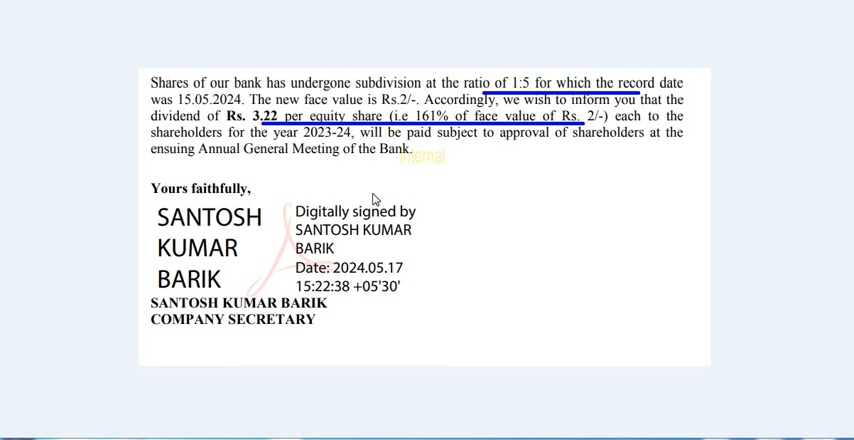 Shares of our bank has undergone subdivision at the ratio of 1:5 for which the record date
was 15.05.2024. The new face value is Rs.2/-. Accordingly, we wish to inform you that the
dividend of Rs. 3.22 per equity share (i.e 161% of face value of Rs. 2/-) each to the
shareholders for the year 2023-24, will be paid subject to approval of shareholders at the
ensuing Annual General Meeting of the Bank.
internal
Yours faithfully,
SANTOSH
KUMAR
BARIK
Digitally signed by
SANTOSH KUMAR
BARIK
Date: 2024.05.17
15:22:38 +05'30'
SANTOSH KUMAR BARIK
COMPANY SECRETARY